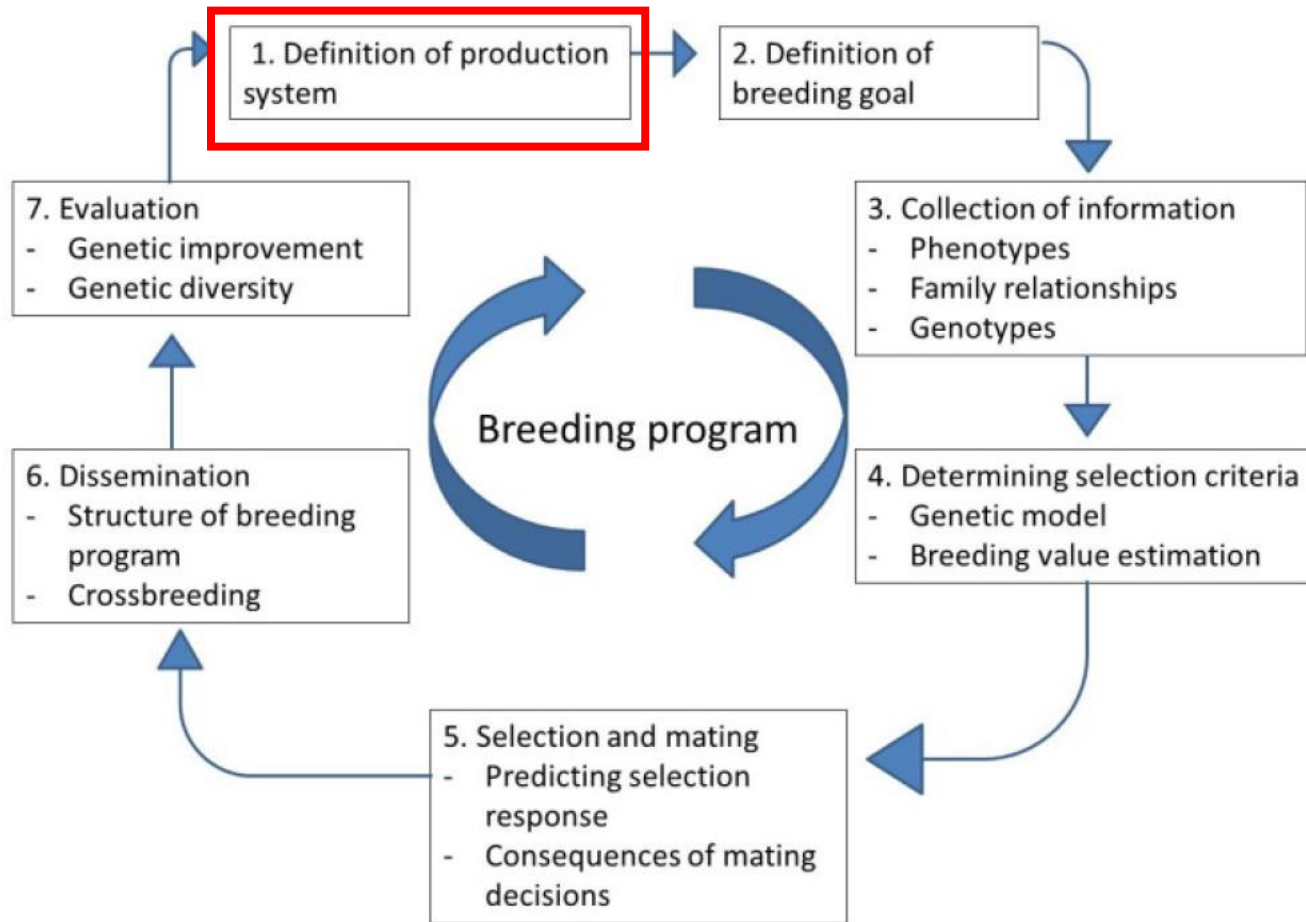 1. Definition of production
system
2. Definition of
breeding goal
3. Collection of information
- Phenotypes
- Family relationships
- Genotypes
4. Determining selection criteria
- Genetic model
- Breeding value estimation
5. Selection and mating
- Predicting selection
response
- Consequences of mating
decisions
6. Dissemination
- Structure of breeding
program
- Crossbreeding
7. Evaluation
- Genetic improvement
- Genetic diversity
Breeding program